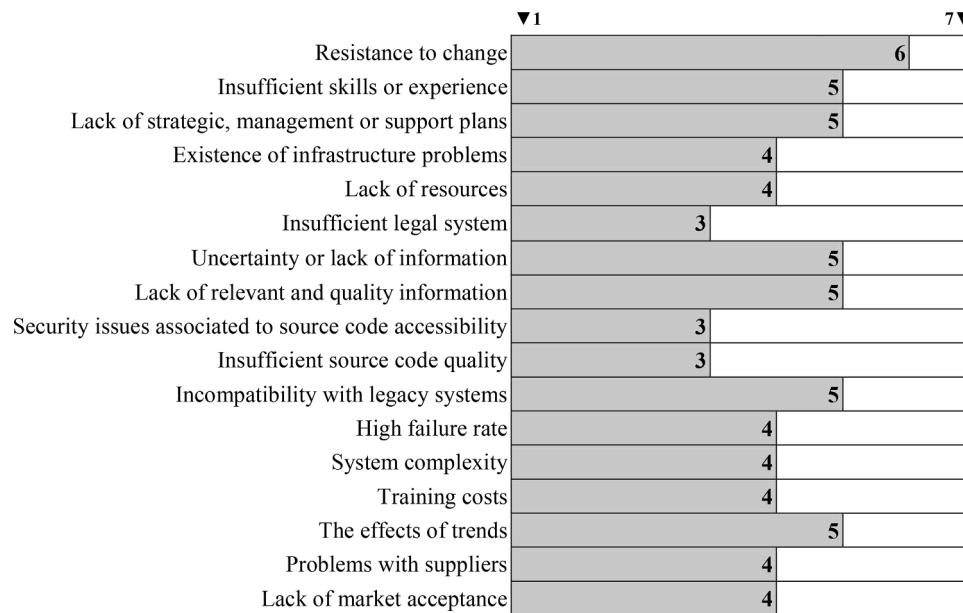 ▼1 7▼
Resistance to change 6
Insufficient skills or experience 5
Lack of strategic, management or support plans 5
Existence of infrastructure problems 4
Lack of resources 4
Insufficient legal system 3
Uncertainty or lack of information 5
Lack of relevant and quality information 5
Security issues associated to source code accessibility 3
Insufficient source code quality 3
Incompatibility with legacy systems 5
High failure rate 4
System complexity 4
Training costs 4
The effects of trends 5
Problems with suppliers 4
Lack of market acceptance 4